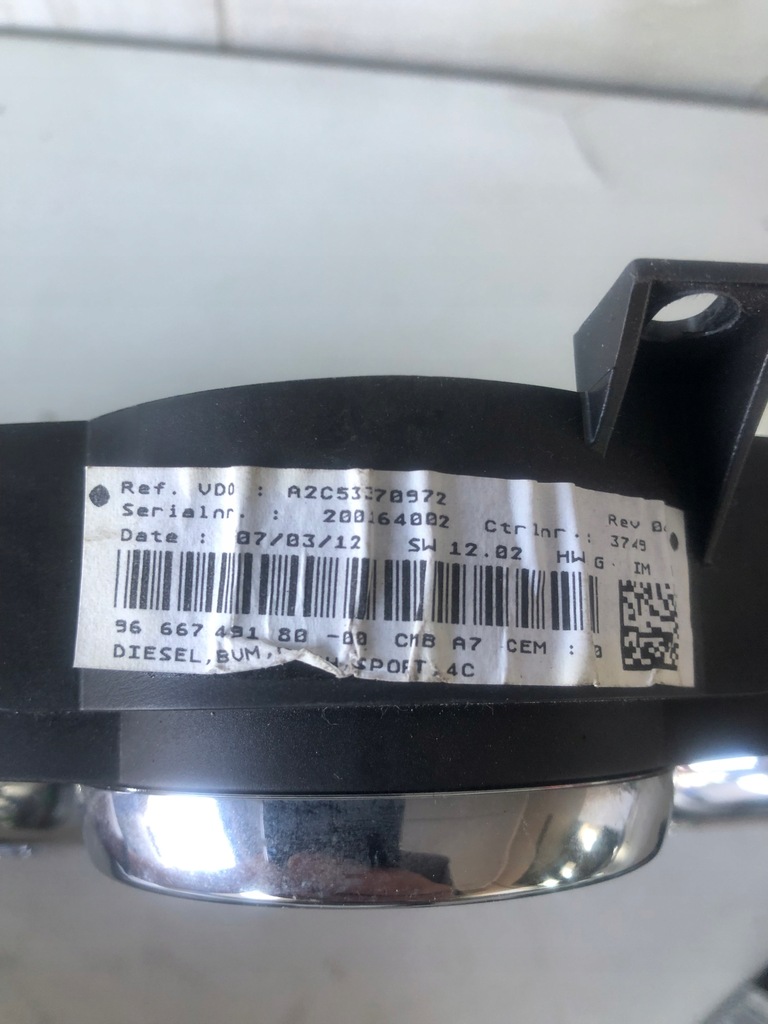 Ref. VDO : A2C53370972 Rev
Serialnr. : 200164002 Ctrlnr.: 3745
Date : 07/03/12 SW 12.02 HW G IM
96 667 491 80 -00 CMB A7 CEM : 0
DIESEL,BVM, SPORT,4C